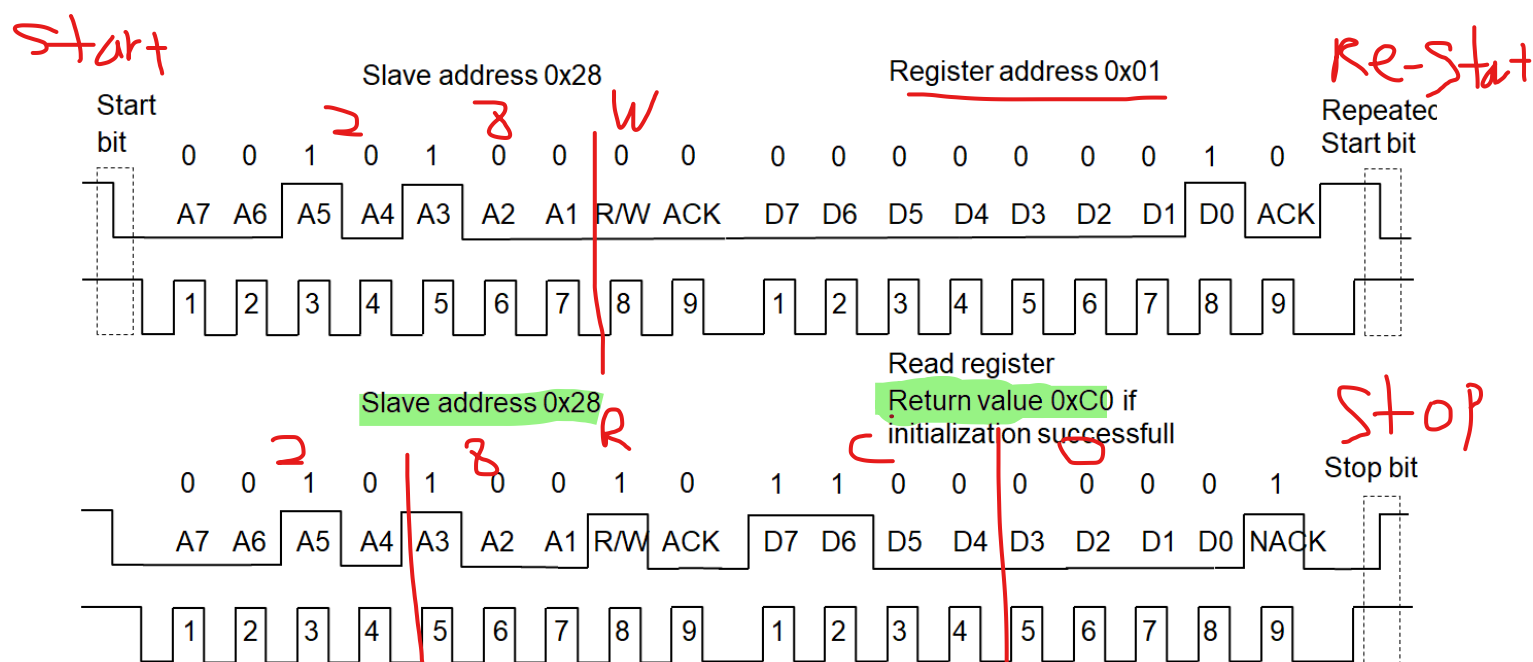 Start
Re-Start
Slave address 0x28
Register address 0x01
Start
bit
2 8 W
Repeated
Start bit
0 0 1 0 1 0 0 0 0 0 0 0 0 0 0 0 1 0
A7 A6 A5 A4 A3 A2 A1 R/W ACK D7 D6 D5 D4 D3 D2 D1 D0 ACK
1 2 3 4 5 6 7 8 9 1 2 3 4 5 6 7 8 9
Read register
Slave address 0x28
Return value 0xC0 if
initialization successfull
Stop
2 8 R C 0
Stop bit
0 0 1 0 1 0 0 1 0 1 1 0 0 0 0 0 0 1
A7 A6 A5 A4 A3 A2 A1 R/W ACK D7 D6 D5 D4 D3 D2 D1 D0 NACK
1 2 3 4 5 6 7 8 9 1 2 3 4 5 6 7 8 9